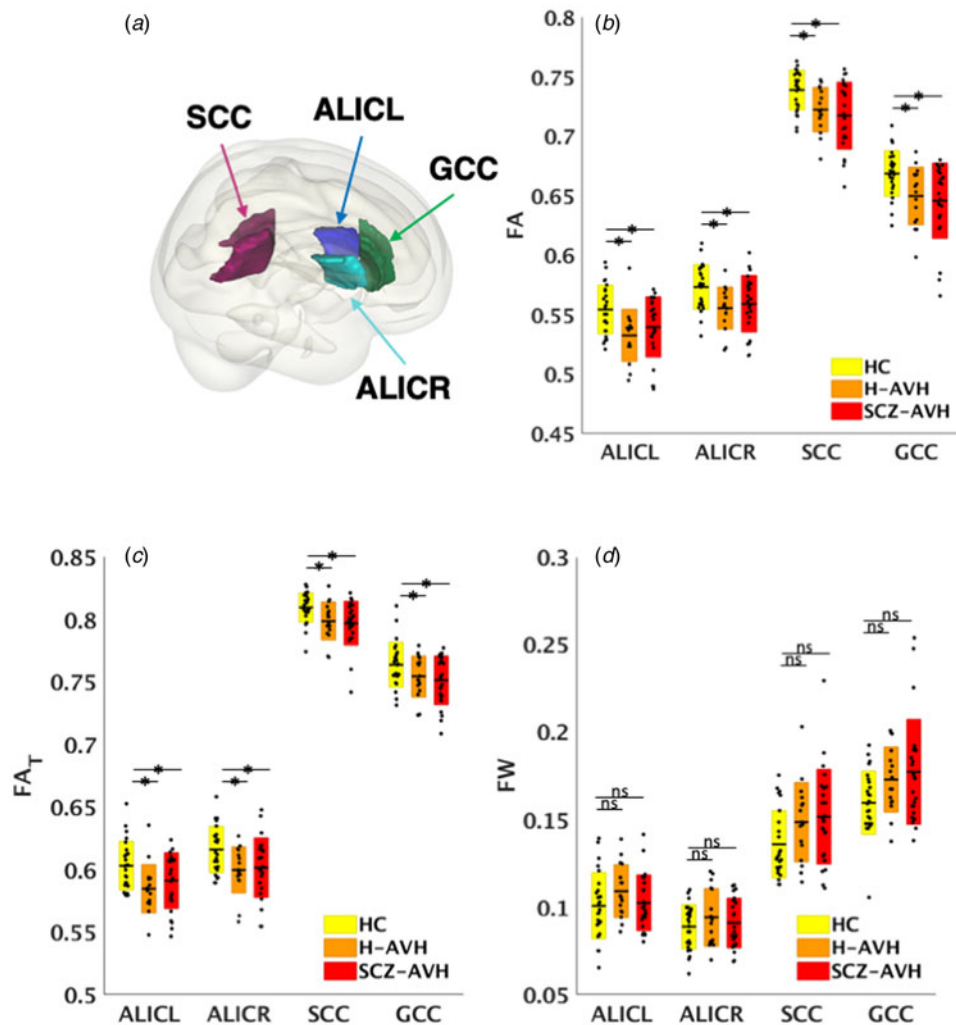 (a)
SCC
ALICL
GCC
ALICR
(b)
FA
0.8
0.75
0.7
0.65
0.6
0.55
0.5
0.45
* * * * * * * *
HC
H-AVH
SCZ-AVH
ALICL ALICR SCC GCC
(c)
FA_T
0.85
0.8
0.75
0.7
0.65
0.6
0.55
0.5
* * * * * * * *
HC
H-AVH
SCZ-AVH
ALICL ALICR SCC GCC
(d)
FW
0.3
0.25
0.2
0.15
0.1
0.05
ns ns ns ns ns ns ns ns
HC
H-AVH
SCZ-AVH
ALICL ALICR SCC GCC